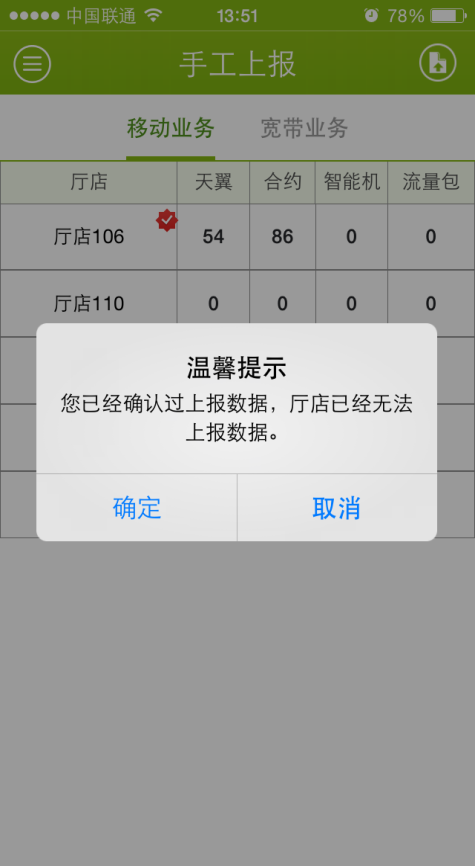 中国联通 13:51 78%
手工上报
移动业务 宽带业务
厅店 天翼 合约 智能机 流量包
厅店106 54 86 0 0
厅店110 0 0 0 0
温馨提示
您已经确认过上报数据，厅店已经无法
上报数据。
确定 取消